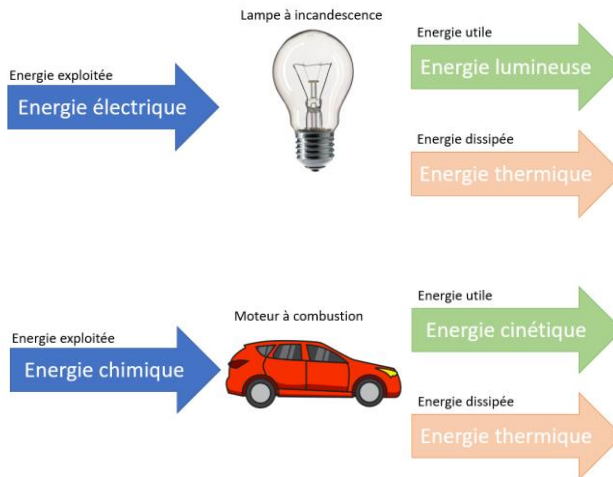 Lampe à incandescence
Energie exploitée
Energie électrique
Energie utile
Energie lumineuse
Energie dissipée
Energie thermique
Moteur à combustion
Energie exploitée
Energie chimique
Energie utile
Energie cinétique
Energie dissipée
Energie thermique